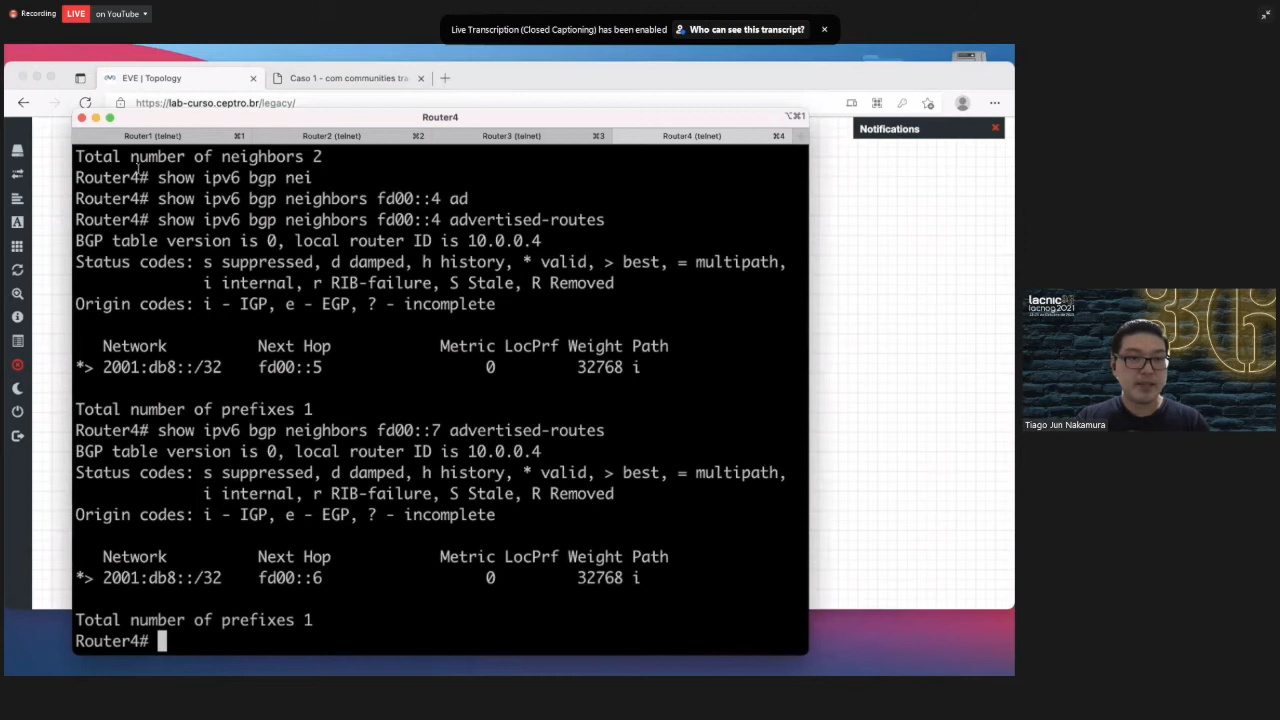 Recording
LIVE
on YouTube
Live Transcription (Closed Captioning) has been enabled
Who can see this transcript?
EVE | Topology
Caso 1 - com communities tra
https://lab-curso.ceptro.br/legacy/
Router4
⌥⌘1
Router1 (telnet) ⌘1
Router2 (telnet) ⌘2
Router3 (telnet) ⌘3
Router4 (telnet) ⌘4
Notifications
Total number of neighbors 2
Router4# show ipv6 bgp nei
Router4# show ipv6 bgp neighbors fd00::4 ad
Router4# show ipv6 bgp neighbors fd00::4 advertised-routes
BGP table version is 0, local router ID is 10.0.0.4
Status codes: s suppressed, d damped, h history, * valid, > best, = multipath,
i internal, r RIB-failure, S Stale, R Removed
Origin codes: i - IGP, e - EGP, ? - incomplete
Network Next Hop Metric LocPrf Weight Path
*> 2001:db8::/32 fd00::5 0 32768 i
Total number of prefixes 1
Router4# show ipv6 bgp neighbors fd00::7 advertised-routes
BGP table version is 0, local router ID is 10.0.0.4
Status codes: s suppressed, d damped, h history, * valid, > best, = multipath,
i internal, r RIB-failure, S Stale, R Removed
Origin codes: i - IGP, e - EGP, ? - incomplete
Network Next Hop Metric LocPrf Weight Path
*> 2001:db8::/32 fd00::6 0 32768 i
Total number of prefixes 1
Router4#
lacnic 36
lacnog 2021
Tiago Jun Nakamura